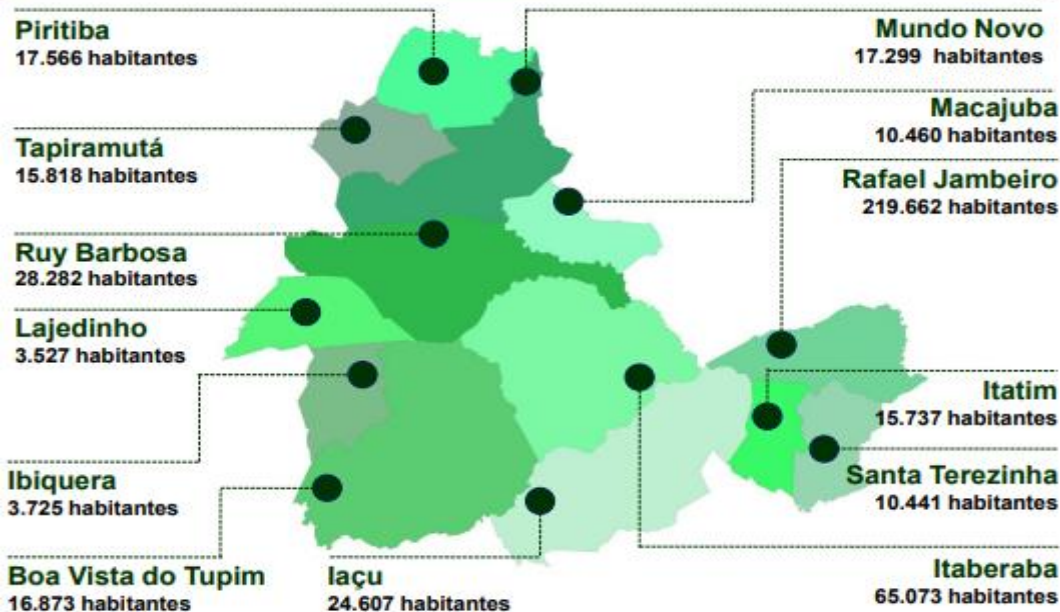 Piritiba
17.566 habitantes
Mundo Novo
17.299 habitantes
Macajuba
10.460 habitantes
Tapiramutá
15.818 habitantes
Rafael Jambeiro
219.662 habitantes
Ruy Barbosa
28.282 habitantes
Lajedinho
3.527 habitantes
Itatim
15.737 habitantes
Ibiquera
3.725 habitantes
Santa Terezinha
10.441 habitantes
Boa Vista do Tupim
16.873 habitantes
Iaçu
24.607 habitantes
Itaberaba
65.073 habitantes